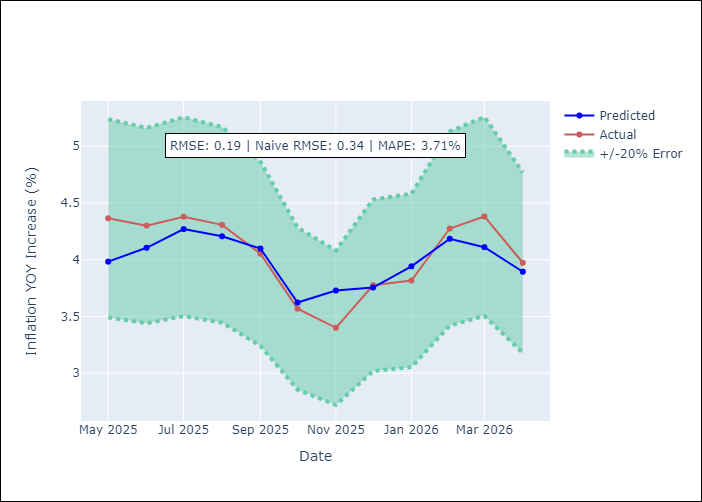 RMSE: 0.19 | Naive RMSE: 0.34 | MAPE: 3.71%
Predicted
Actual
+/-20% Error
Inflation YOY Increase (%)
5
4.5
4
3.5
3
May 2025
Jul 2025
Sep 2025
Nov 2025
Jan 2026
Mar 2026
Date